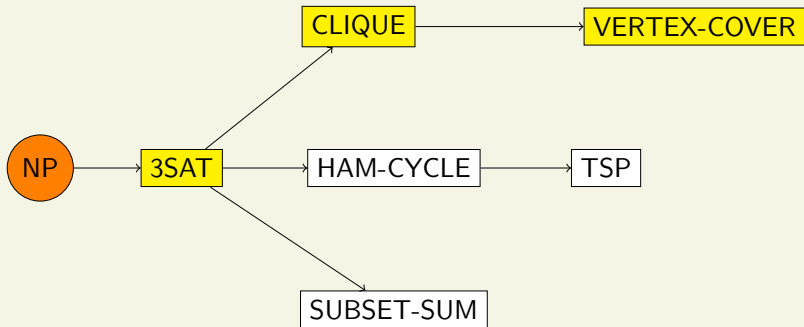 CLIQUE
VERTEX-COVER
NP
3SAT
HAM-CYCLE
TSP
SUBSET-SUM